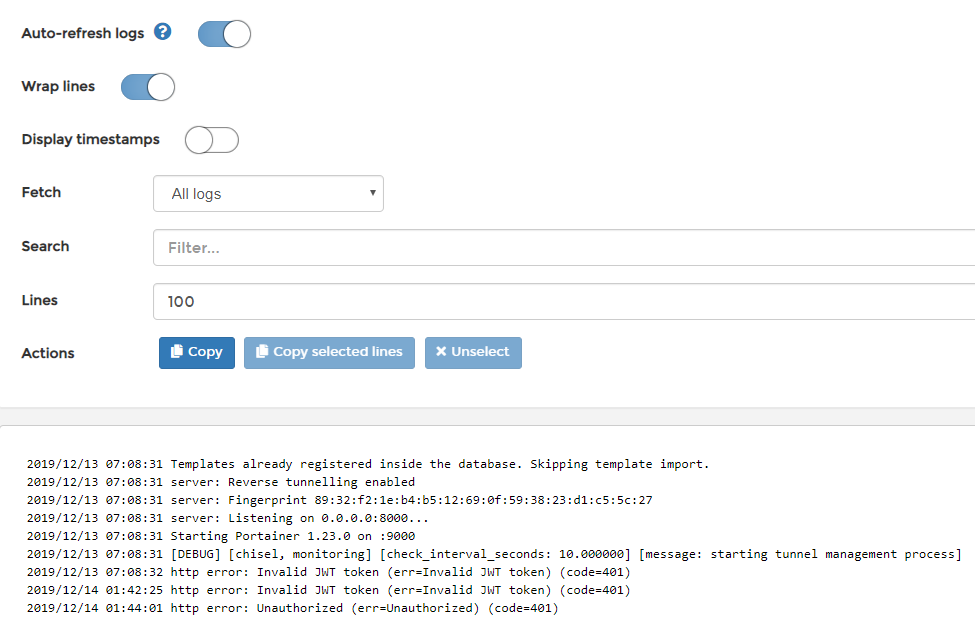 Auto-refresh logs ?
Wrap lines
Display timestamps
Fetch All logs
Search Filter...
Lines 100
Actions Copy Copy selected lines Unselect
2019/12/13 07:08:31 Templates already registered inside the database. Skipping template import.
2019/12/13 07:08:31 server: Reverse tunnelling enabled
2019/12/13 07:08:31 server: Fingerprint 89:32:f2:1e:b4:b5:12:69:0f:59:38:23:d1:c5:5c:27
2019/12/13 07:08:31 server: Listening on 0.0.0.0:8000...
2019/12/13 07:08:31 Starting Portainer 1.23.0 on :9000
2019/12/13 07:08:31 [DEBUG] [chisel, monitoring] [check_interval_seconds: 10.000000] [message: starting tunnel management process]
2019/12/13 07:08:32 http error: Invalid JWT token (err=Invalid JWT token) (code=401)
2019/12/14 01:42:25 http error: Invalid JWT token (err=Invalid JWT token) (code=401)
2019/12/14 01:44:01 http error: Unauthorized (err=Unauthorized) (code=401)